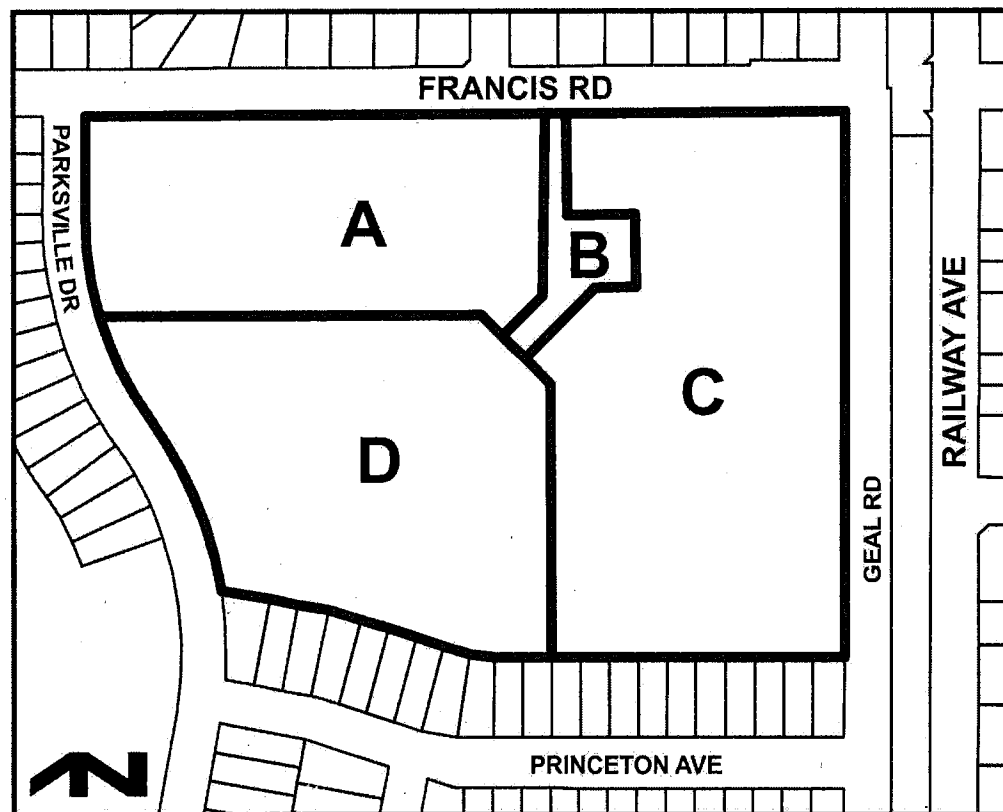 FRANCIS RD
PARKSVILLE DR
A
B
C
D
RAILWAY AVE
GEAL RD
PRINCETON AVE
N